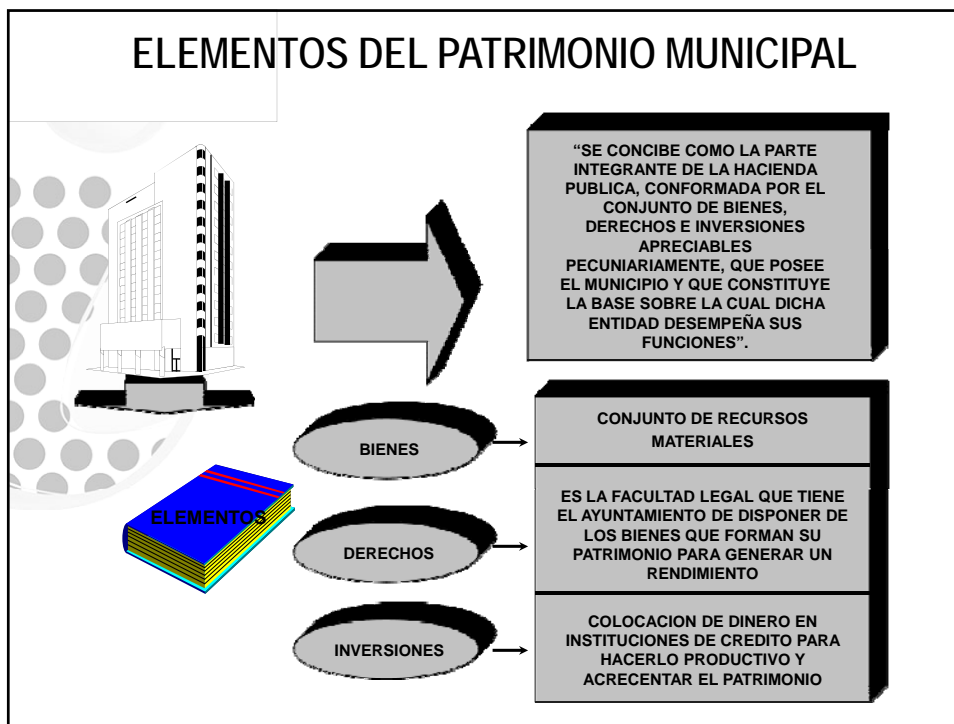 ELEMENTOS DEL PATRIMONIO MUNICIPAL
“SE CONCIBE COMO LA PARTE
INTEGRANTE DE LA HACIENDA
PUBLICA, CONFORMADA POR EL
CONJUNTO DE BIENES,
DERECHOS E INVERSIONES
APRECIABLES
PECUNIARIAMENTE, QUE POSEE
EL MUNICIPIO Y QUE CONSTITUYE
LA BASE SOBRE LA CUAL DICHA
ENTIDAD DESEMPEÑA SUS
FUNCIONES”.
ELEMENTOS
BIENES
CONJUNTO DE RECURSOS
MATERIALES
DERECHOS
ES LA FACULTAD LEGAL QUE TIENE
EL AYUNTAMIENTO DE DISPONER DE
LOS BIENES QUE FORMAN SU
PATRIMONIO PARA GENERAR UN
RENDIMIENTO
INVERSIONES
COLOCACION DE DINERO EN
INSTITUCIONES DE CREDITO PARA
HACERLO PRODUCTIVO Y
ACRECENTAR EL PATRIMONIO